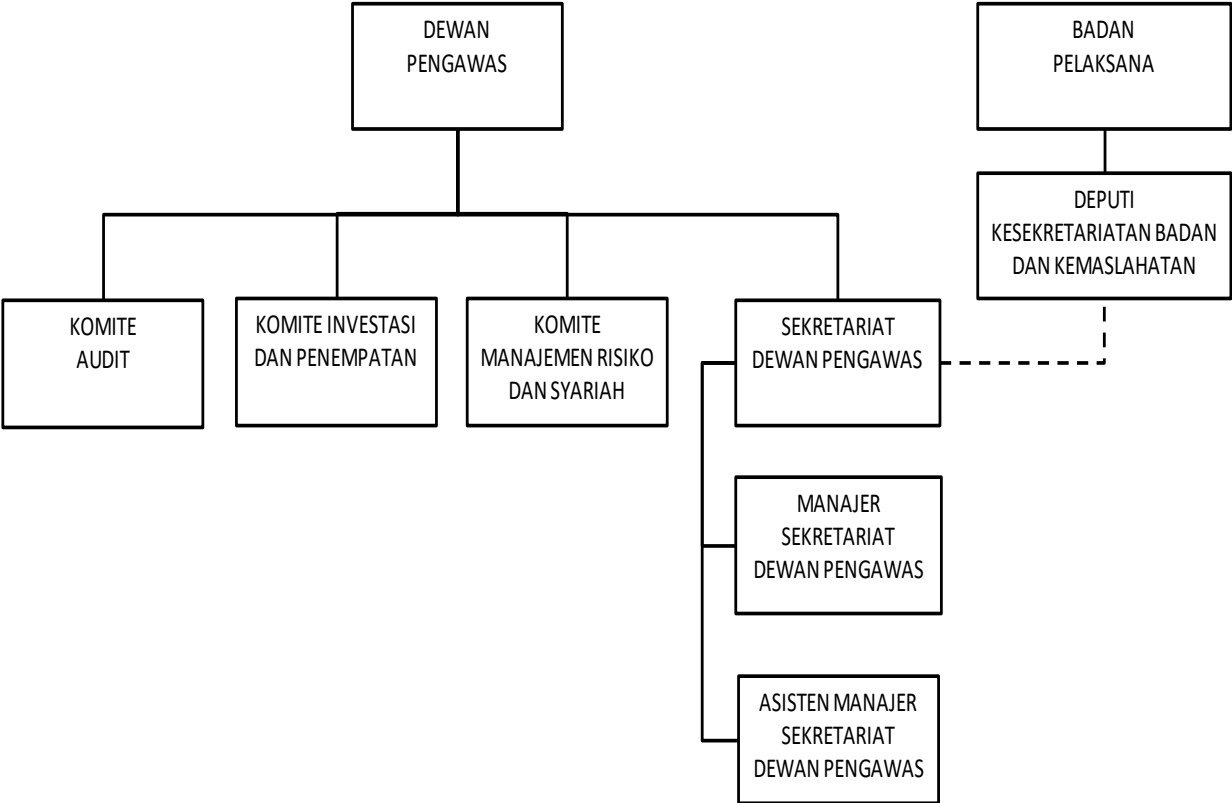 DEWAN
PENGAWAS
BADAN
PELAKSANA
DEPUTI
KESEKRETARIATAN BADAN
DAN KEMASLAHATAN
KOMITE
AUDIT
KOMITE INVESTASI
DAN PENEMPATAN
KOMITE
MANAJEMEN RISIKO
DAN SYARIAH
SEKRETARIAT
DEWAN PENGAWAS
MANAJER
SEKRETARIAT
DEWAN PENGAWAS
ASISTEN MANAJER
SEKRETARIAT
DEWAN PENGAWAS